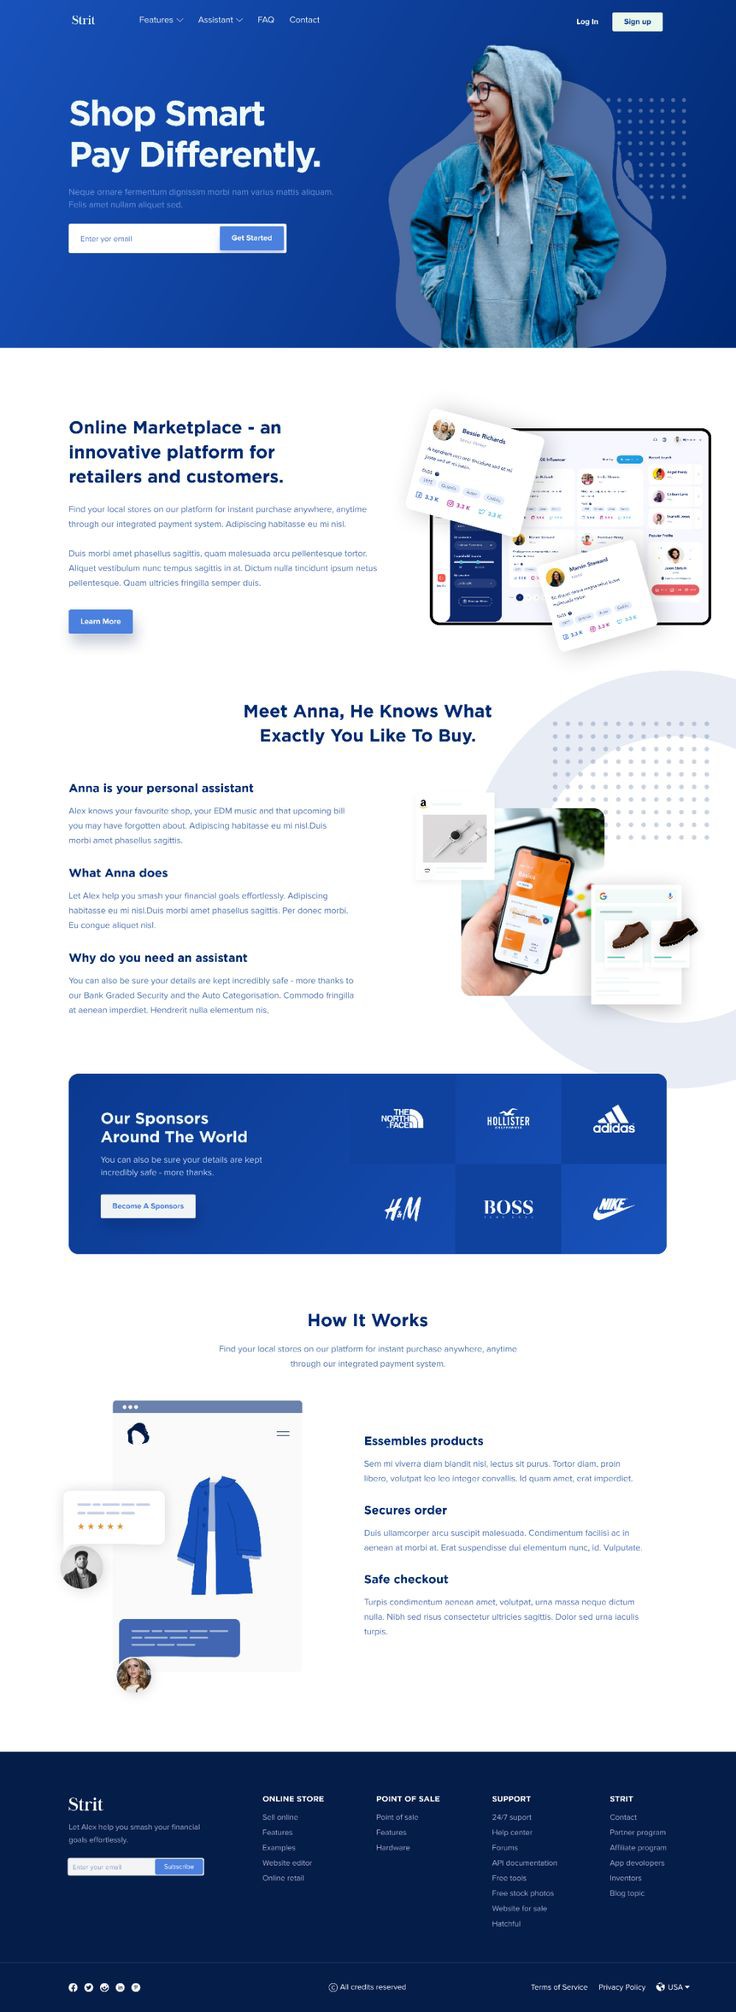 Strit
Features
Assistant
FAQ
Contact
Log In
Sign up
Shop Smart
Pay Differently.
Neque ornare fermentum dignissim morbi nam varius mattis aliquam.
Felis amet nullam aliquet sed.
Enter yor email
Get Started
Online Marketplace - an
innovative platform for
retailers and customers.
Find your local stores on our platform for instant purchase anywhere, anytime
through our integrated payment system. Adipiscing habitasse eu mi nisl.
Duis morbi amet phasellus sagittis, quam malesuada arcu pellentesque tortor.
Aliquet vestibulum nunc tempus sagittis in at. Dictum nulla tincidunt ipsum netus
pellentesque. Quam ultricies fringilla semper duis.
Learn More
Bessie Richards
3.3 K
3.3 K
3.3 K
Influencer
Marvin Steward
3.3 K
3.3 K
3.3 K
Meet Anna, He Knows What
Exactly You Like To Buy.
Anna is your personal assistant
Alex knows your favourite shop, your EDM music and that upcoming bill
you may have forgotten about. Adipiscing habitasse eu mi nisl.Duis
morbi amet phasellus sagittis.
What Anna does
Let Alex help you smash your financial goals effortlessly. Adipiscing
habitasse eu mi nisl.Duis morbi amet phasellus sagittis. Per donec morbi.
Eu congue aliquet nisl.
Why do you need an assistant
You can also be sure your details are kept incredibly safe - more thanks to
our Bank Graded Security and the Auto Categorisation. Commodo fringilla
at aenean imperdiet. Hendrerit nulla elementum nis,
a
Basics
G
Our Sponsors
Around The World
You can also be sure your details are kept
incredibly safe - more thanks.
Become A Sponsors
THE
NORTH
FACE
HOLLISTER
adidas
H&M
BOSS
NIKE
How It Works
Find your local stores on our platform for instant purchase anywhere, anytime
through our integrated payment system.
Essembles products
Sem mi viverra diam blandit nisl, lectus sit purus. Tortor diam, proin
libero, volutpat leo leo integer convallis. Id quam amet, erat imperdiet.
Secures order
Duis ullamcorper arcu suscipit malesuada. Condimentum facilisi ac in
aenean at morbi at. Erat suspendisse dui elementum nunc, id. Vulputate.
Safe checkout
Turpis condimentum aenean amet, volutpat, urna massa neque dictum
nulla. Nibh sed risus consectetur ultricies sagittis. Dolor sed urna iaculis
turpis.
Strit
Let Alex help you smash your financial
goals effortlessly.
Enter your email
Subscribe
ONLINE STORE
Sell online
Features
Examples
Website editor
Online retail
POINT OF SALE
Point of sale
Features
Hardware
SUPPORT
24/7 suport
Help center
Forums
API documentation
Free tools
Free stock photos
Website for sale
Hatchful
STRIT
Contact
Partner program
Affiliate program
App devolopers
Inventors
Blog topic
© All credits reserved
Terms of Service
Privacy Policy
USA